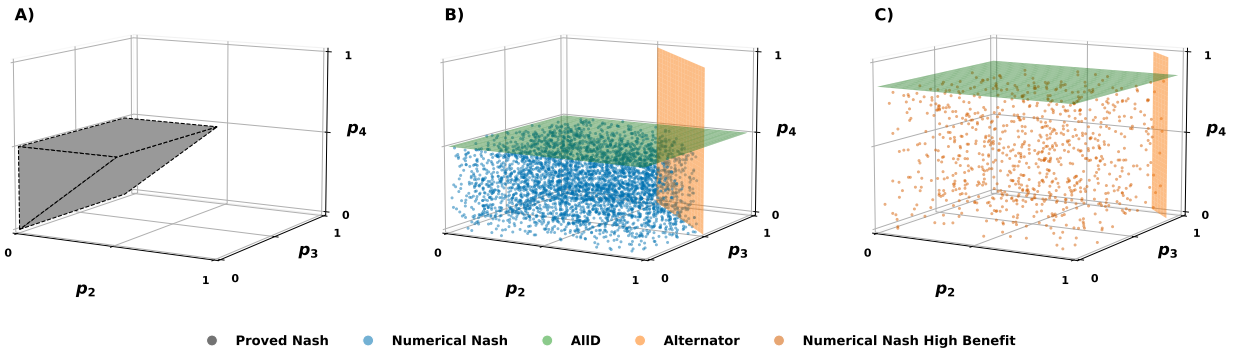 A)
B)
C)
1
p4
0
1
p3
0
p2
1
0
1
p4
0
1
p3
0
p2
1
0
1
p4
0
1
p3
0
p2
1
0
Proved Nash
Numerical Nash
AllD
Alternator
Numerical Nash High Benefit